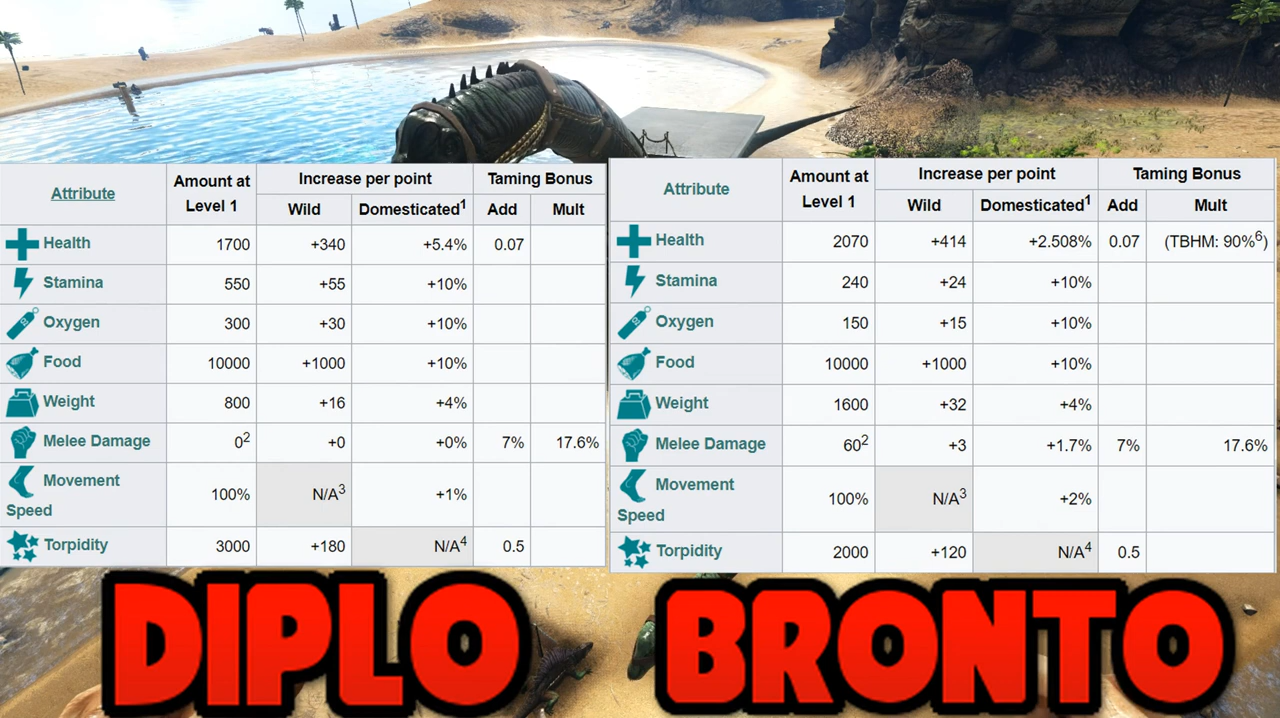 Attribute Amount at Level 1 Increase per point Taming Bonus
Wild Domesticated1 Add Mult
Health 1700 +340 +5.4% 0.07
Stamina 550 +55 +10%
Oxygen 300 +30 +10%
Food 10000 +1000 +10%
Weight 800 +16 +4%
Melee Damage 02 +0 +0% 7% 17.6%
Movement Speed 100% N/A3 +1%
Torpidity 3000 +180 N/A4 0.5
DIPLO
Attribute Amount at Level 1 Increase per point Taming Bonus
Wild Domesticated1 Add Mult
Health 2070 +414 +2.508% 0.07 (TBHM: 90%6)
Stamina 240 +24 +10%
Oxygen 150 +15 +10%
Food 10000 +1000 +10%
Weight 1600 +32 +4%
Melee Damage 602 +3 +1.7% 7% 17.6%
Movement Speed 100% N/A3 +2%
Torpidity 2000 +120 N/A4 0.5
BRONTO